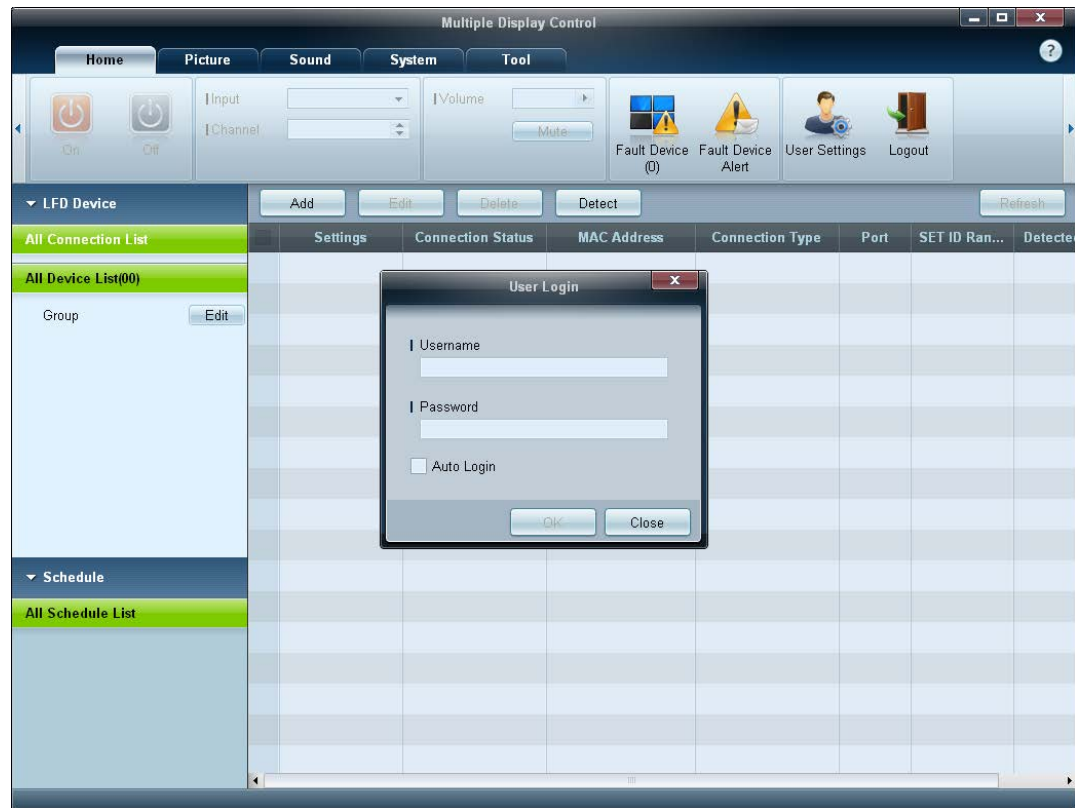 Multiple Display Control
Home Picture Sound System Tool
Input
Volume
Channel
Mute
On Off
Fault Device (0)
Fault Device Alert
User Settings
Logout
LFD Device
Add Edit Delete Detect Refresh
All Connection List
Settings Connection Status MAC Address Connection Type Port SET ID Ran... Detecte
All Device List(00)
Group Edit
User Login
Username
Password
Auto Login
OK Close
Schedule
All Schedule List